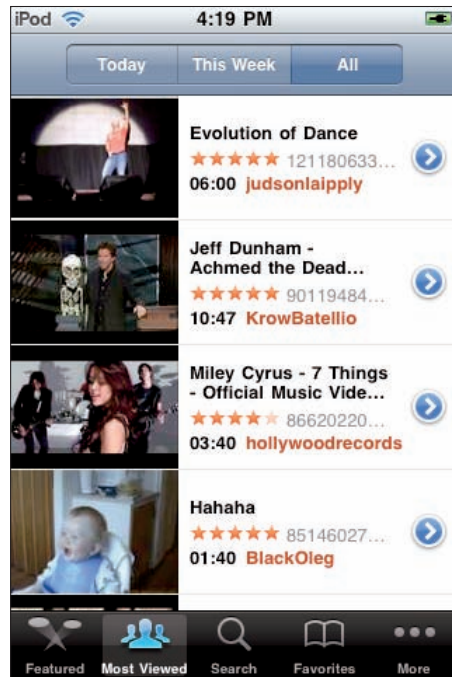 iPod 4:19 PM
Today This Week All
Evolution of Dance
121180633...
06:00 judsonlaipply
Jeff Dunham -
Achmed the Dead...
90119484...
10:47 KrowBatellio
Miley Cyrus - 7 Things
- Official Music Vide...
86620220...
03:40 hollywoodrecords
Hahaha
85146027...
01:40 BlackOleg
Featured Most Viewed Search Favorites More